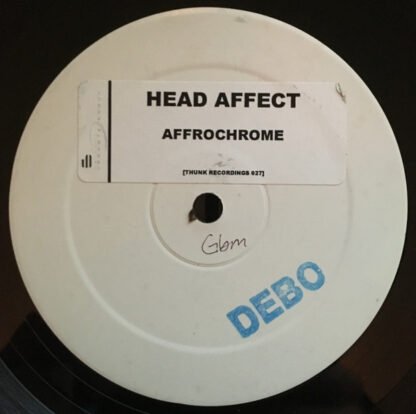 HEAD AFFECT
AFFROCHROME
[THUNK RECORDINGS 027]
Gbm
DEBO